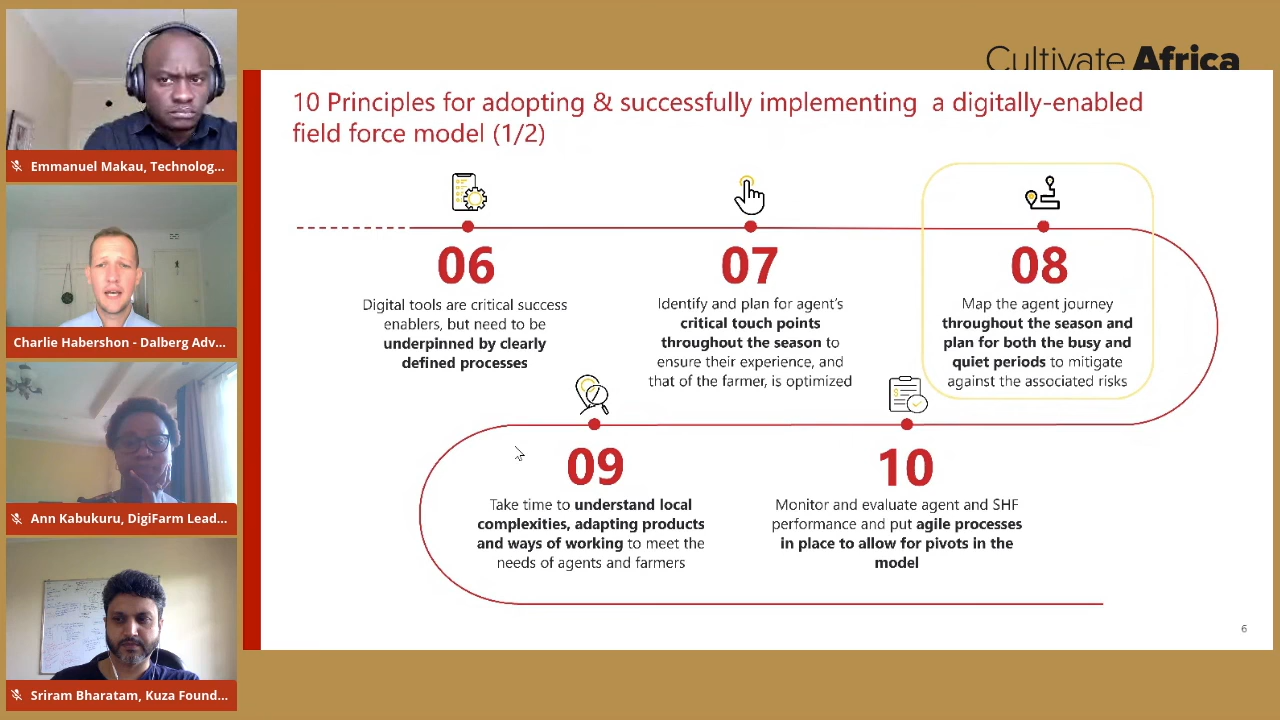 Cultivate Africa
10 Principles for adopting & successfully implementing a digitally-enabled
field force model (1/2)
06
Digital tools are critical success
enablers, but need to be
underpinned by clearly
defined processes
07
Identify and plan for agent's
critical touch points
throughout the season to
ensure their experience, and
that of the farmer, is optimized
08
Map the agent journey
throughout the season and
plan for both the busy and
quiet periods to mitigate
against the associated risks
09
Take time to understand local
complexities, adapting products
and ways of working to meet the
needs of agents and farmers
10
Monitor and evaluate agent and SHF
performance and put agile processes
in place to allow for pivots in the
model
6
Emmanuel Makau, Technolog...
Charlie Habershon - Dalberg Adv...
Ann Kabukuru, DigiFarm Lead...
Sriram Bharatam, Kuza Found...